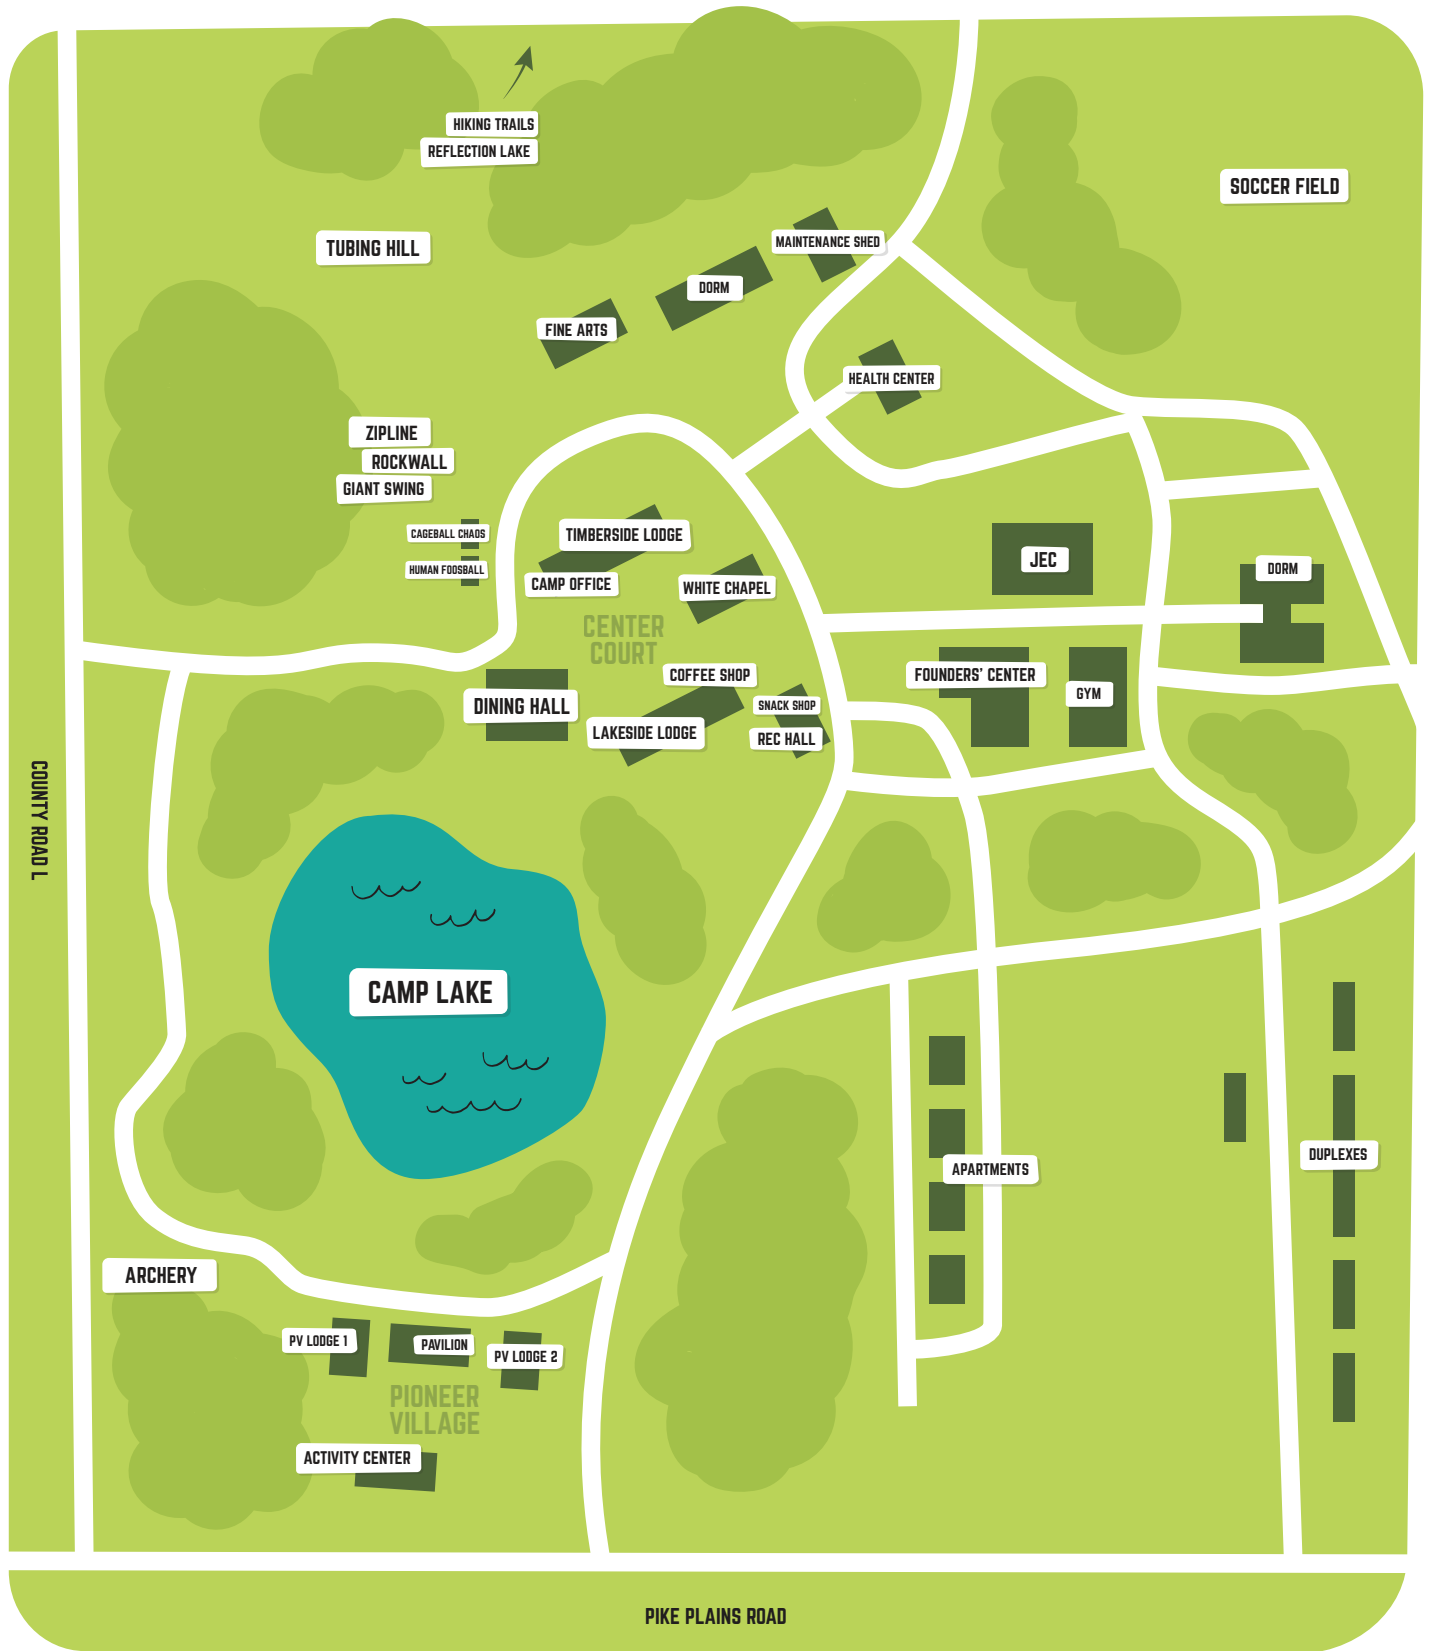 HIKING TRAILS
REFLECTION LAKE
SOCCER FIELD
TUBING HILL
MAINTENANCE SHED
DORM
FINE ARTS
HEALTH CENTER
ZIPLINE
ROCKWALL
GIANT SWING
CAGEBALL CHAOS
HUMAN FOOSBALL
TIMBERSIDE LODGE
CAMP OFFICE
WHITE CHAPEL
JEC
DORM
CENTER
COURT
COFFEE SHOP
FOUNDERS' CENTER
GYM
DINING HALL
SNACK SHOP
LAKESIDE LODGE
REC HALL
COUNTY ROAD L
CAMP LAKE
APARTMENTS
DUPLEXES
ARCHERY
PV LODGE 1
PAVILION
PV LODGE 2
PIONEER
VILLAGE
ACTIVITY CENTER
PIKE PLAINS ROAD